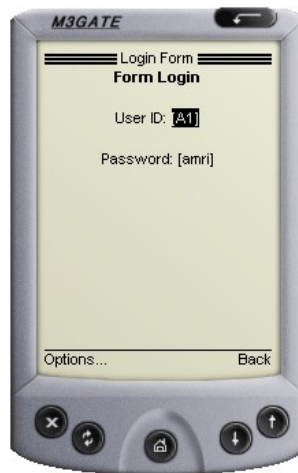 M3GATE
Login Form
Form Login
User ID: [A1]
Password: [amri]
Options... Back